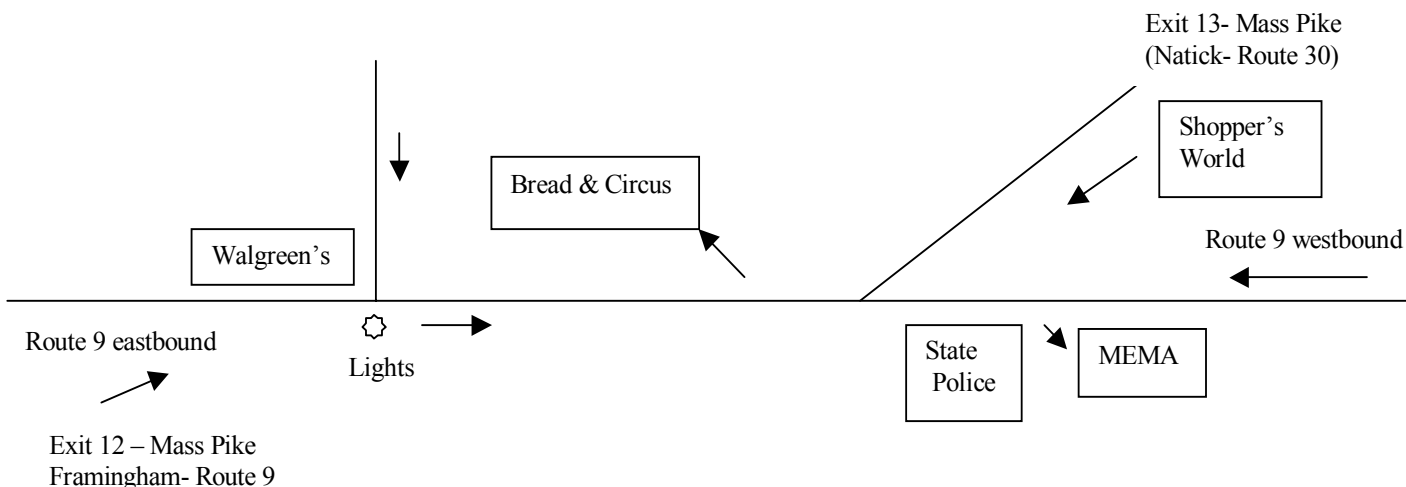 Exit 13- Mass Pike
(Natick- Route 30)
Shopper’s
World
Bread & Circus
Walgreen’s
Route 9 westbound
Route 9 eastbound
Lights
State
Police
MEMA
Exit 12 – Mass Pike
Framingham- Route 9